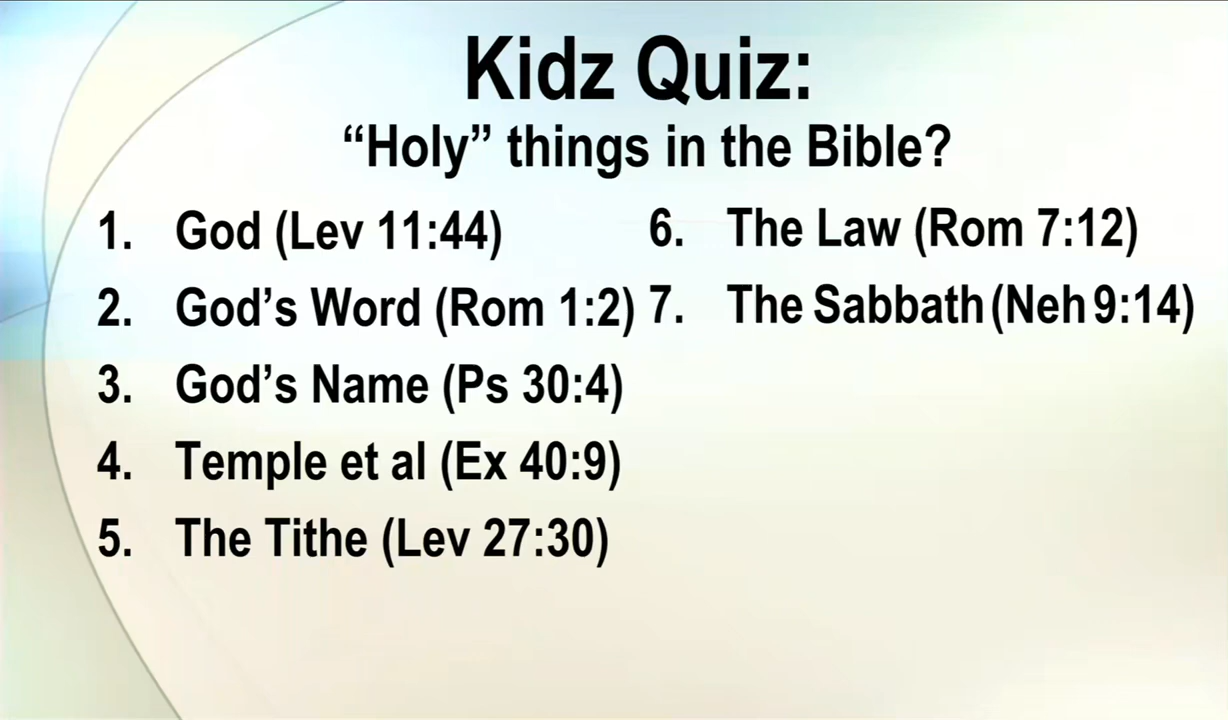 Kidz Quiz:
“Holy” things in the Bible?
1. God (Lev 11:44)
2. God’s Word (Rom 1:2)
3. God’s Name (Ps 30:4)
4. Temple et al (Ex 40:9)
5. The Tithe (Lev 27:30)
6. The Law (Rom 7:12)
7. The Sabbath (Neh 9:14)